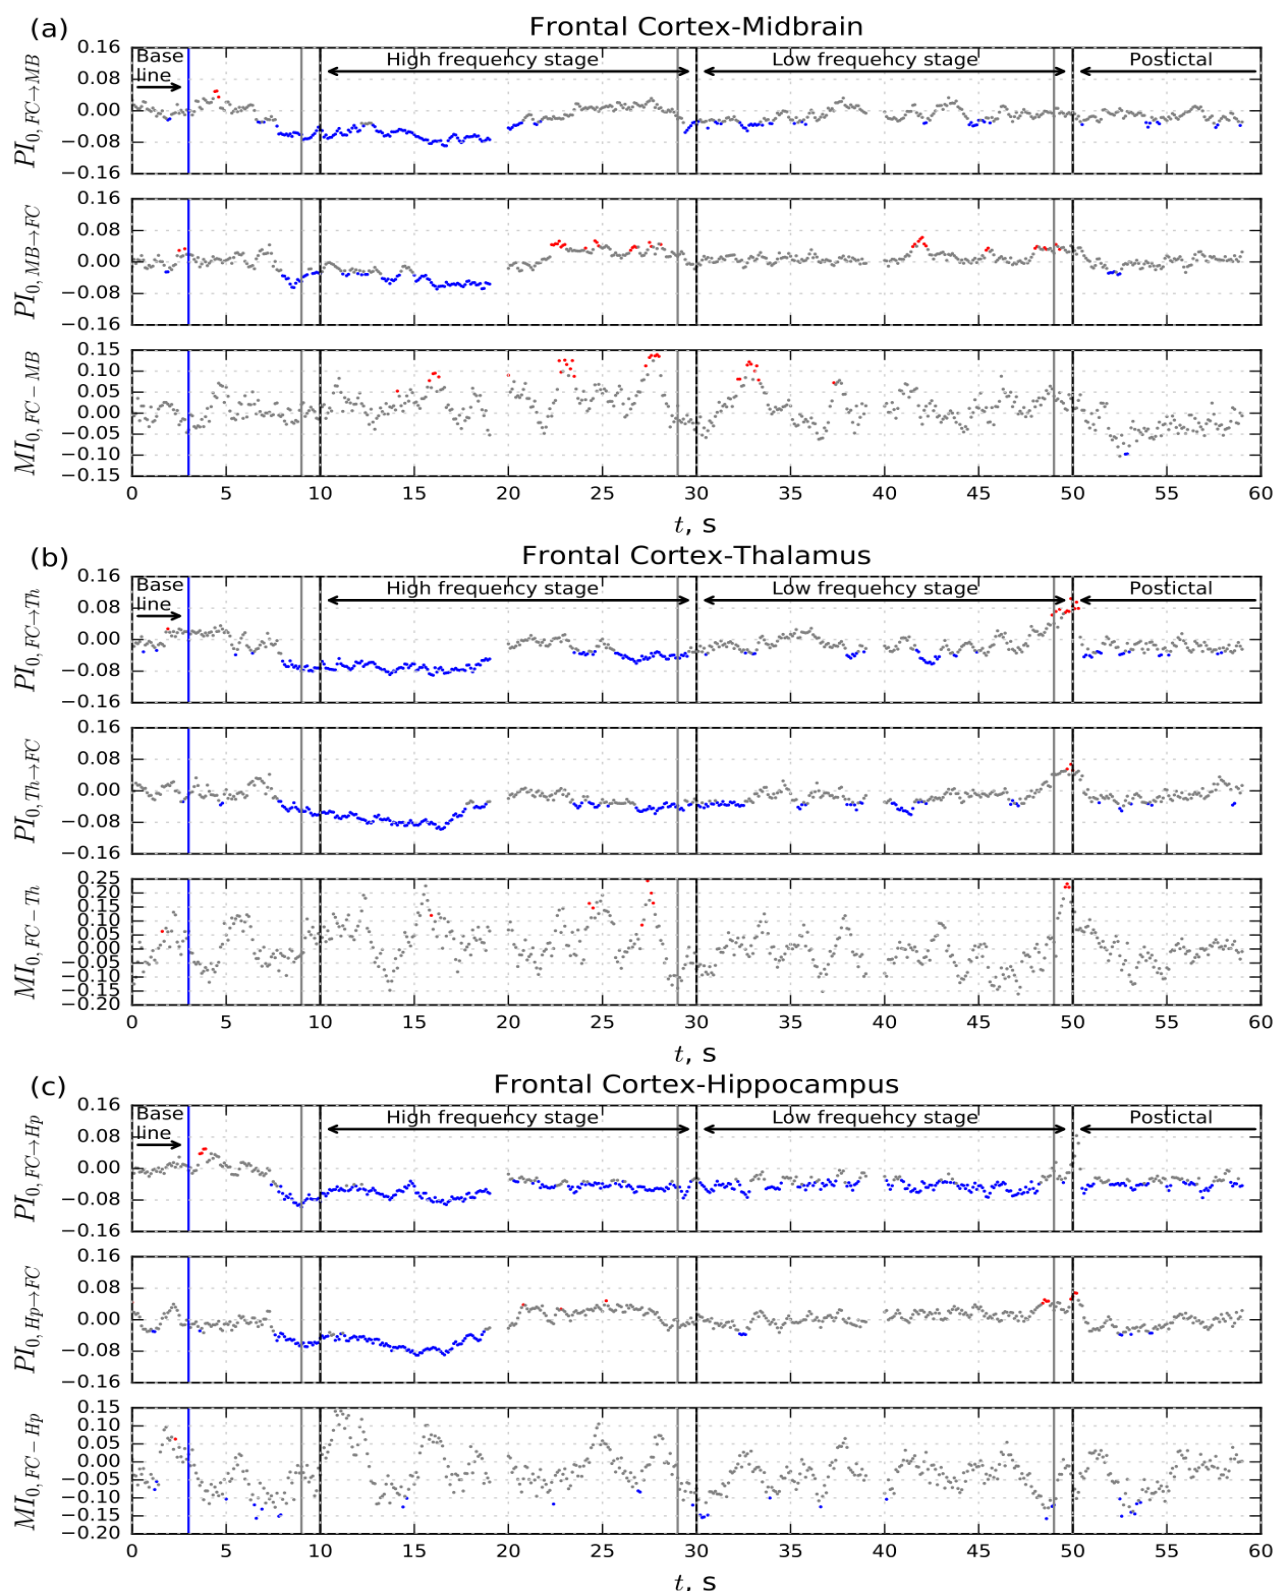 (a) Frontal Cortex-Midbrain
0.16
0.08
0.00
−0.08
−0.16
PI0, FC→MB
Base
line
High frequency stage
Low frequency stage
Postictal
0.16
0.08
0.00
−0.08
−0.16
PI0, MB→FC
0.15
0.10
0.05
0.00
−0.05
−0.10
−0.15
MI0, FC−MB
0 5 10 15 20 25 30 35 40 45 50 55 60
t, s
(b) Frontal Cortex-Thalamus
0.16
0.08
0.00
−0.08
−0.16
PI0, FC→Th
Base
line
High frequency stage
Low frequency stage
Postictal
0.16
0.08
0.00
−0.08
−0.16
PI0, Th→FC
0.25
0.20
0.15
0.10
0.05
0.00
−0.05
−0.10
−0.15
−0.20
MI0, FC−Th
0 5 10 15 20 25 30 35 40 45 50 55 60
t, s
(c) Frontal Cortex-Hippocampus
0.16
0.08
0.00
−0.08
−0.16
PI0, FC→Hp
Base
line
High frequency stage
Low frequency stage
Postictal
0.16
0.08
0.00
−0.08
−0.16
PI0, Hp→FC
0.15
0.10
0.05
0.00
−0.05
−0.10
−0.15
−0.20
MI0, FC−Hp
0 5 10 15 20 25 30 35 40 45 50 55 60
t, s